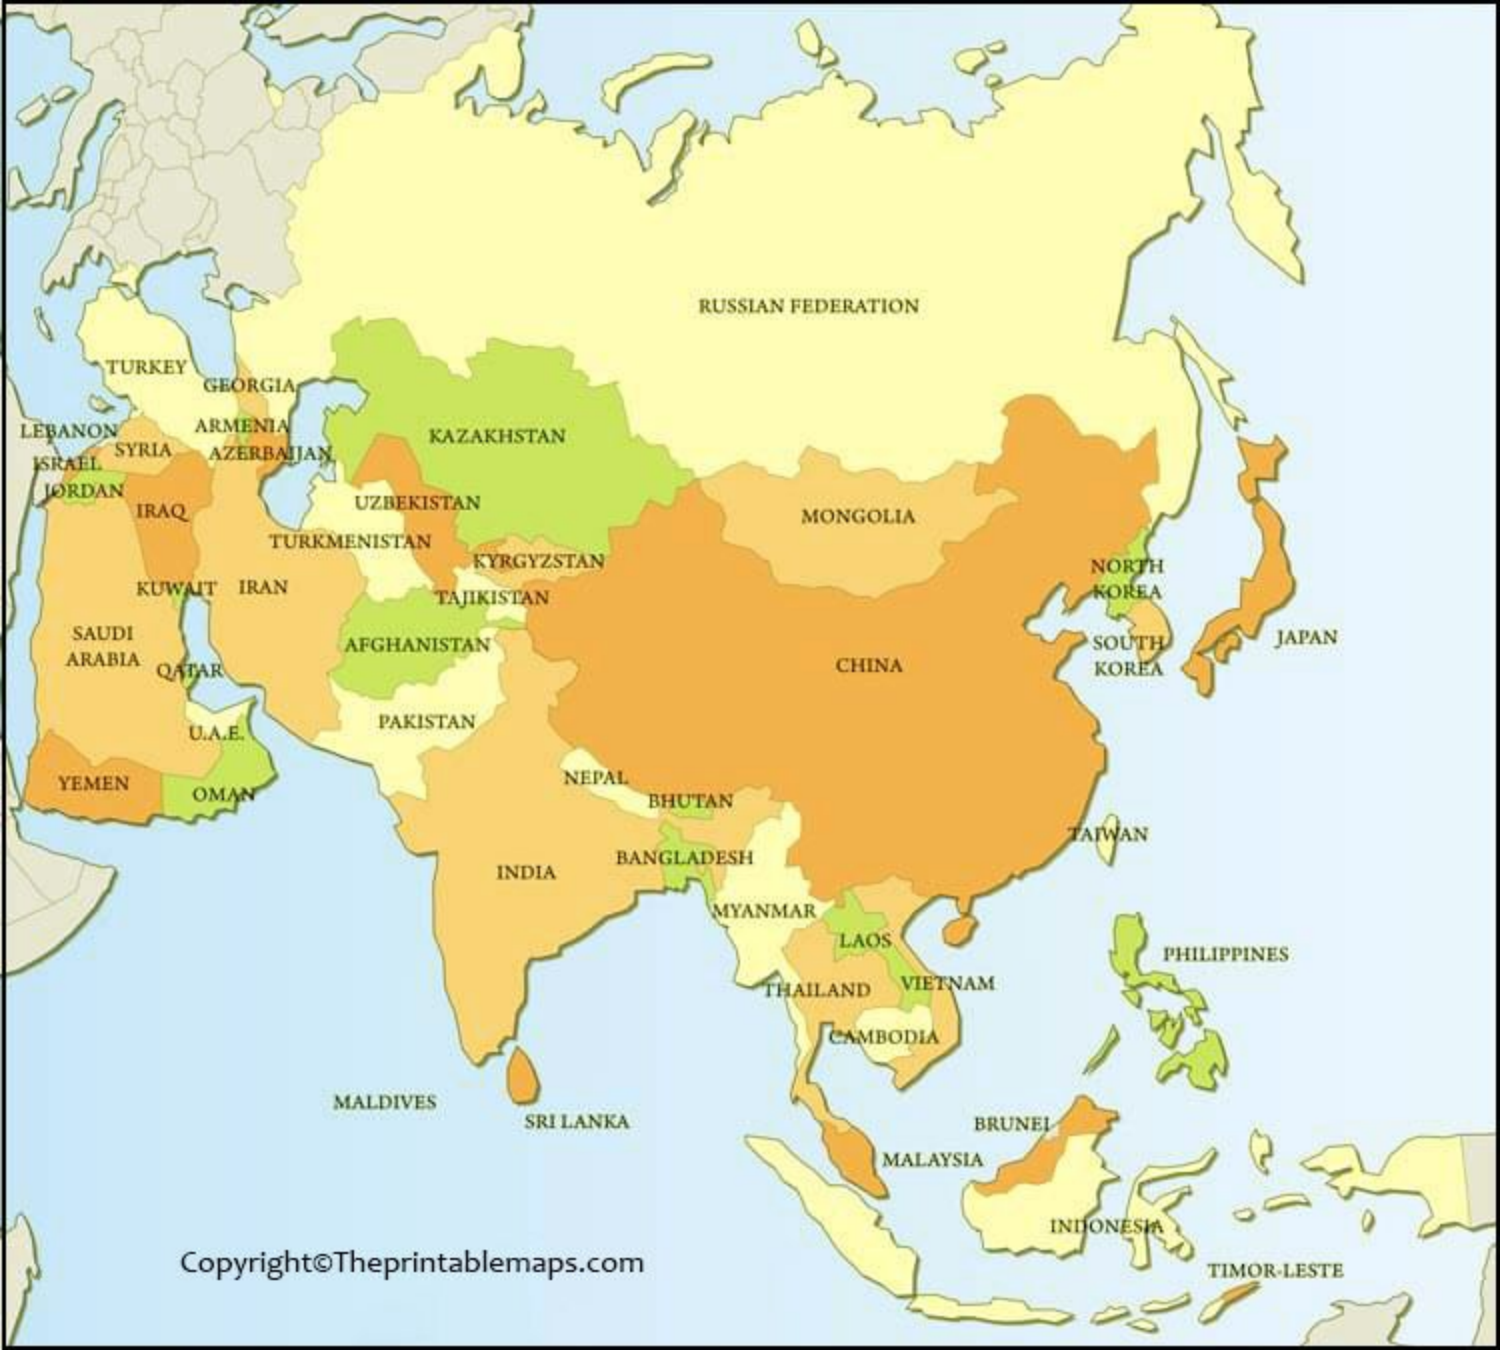 RUSSIAN FEDERATION
TURKEY
GEORGIA
LEBANON
ARMENIA
KAZAKHSTAN
SYRIA
AZERBAIJAN
ISRAEL
JORDAN
IRAQ
UZBEKISTAN
MONGOLIA
TURKMENISTAN
KYRGYZSTAN
NORTH
KOREA
KUWAIT
IRAN
TAJIKISTAN
SAUDI
ARABIA
AFGHANISTAN
SOUTH
KOREA
JAPAN
QATAR
CHINA
PAKISTAN
U.A.E.
YEMEN
OMAN
NEPAL
BHUTAN
TAIWAN
BANGLADESH
INDIA
MYANMAR
LAOS
PHILIPPINES
THAILAND
VIETNAM
CAMBODIA
MALDIVES
SRI LANKA
BRUNEI
MALAYSIA
INDONESIA
Copyright©Theprintablemaps.com
TIMOR-LESTE